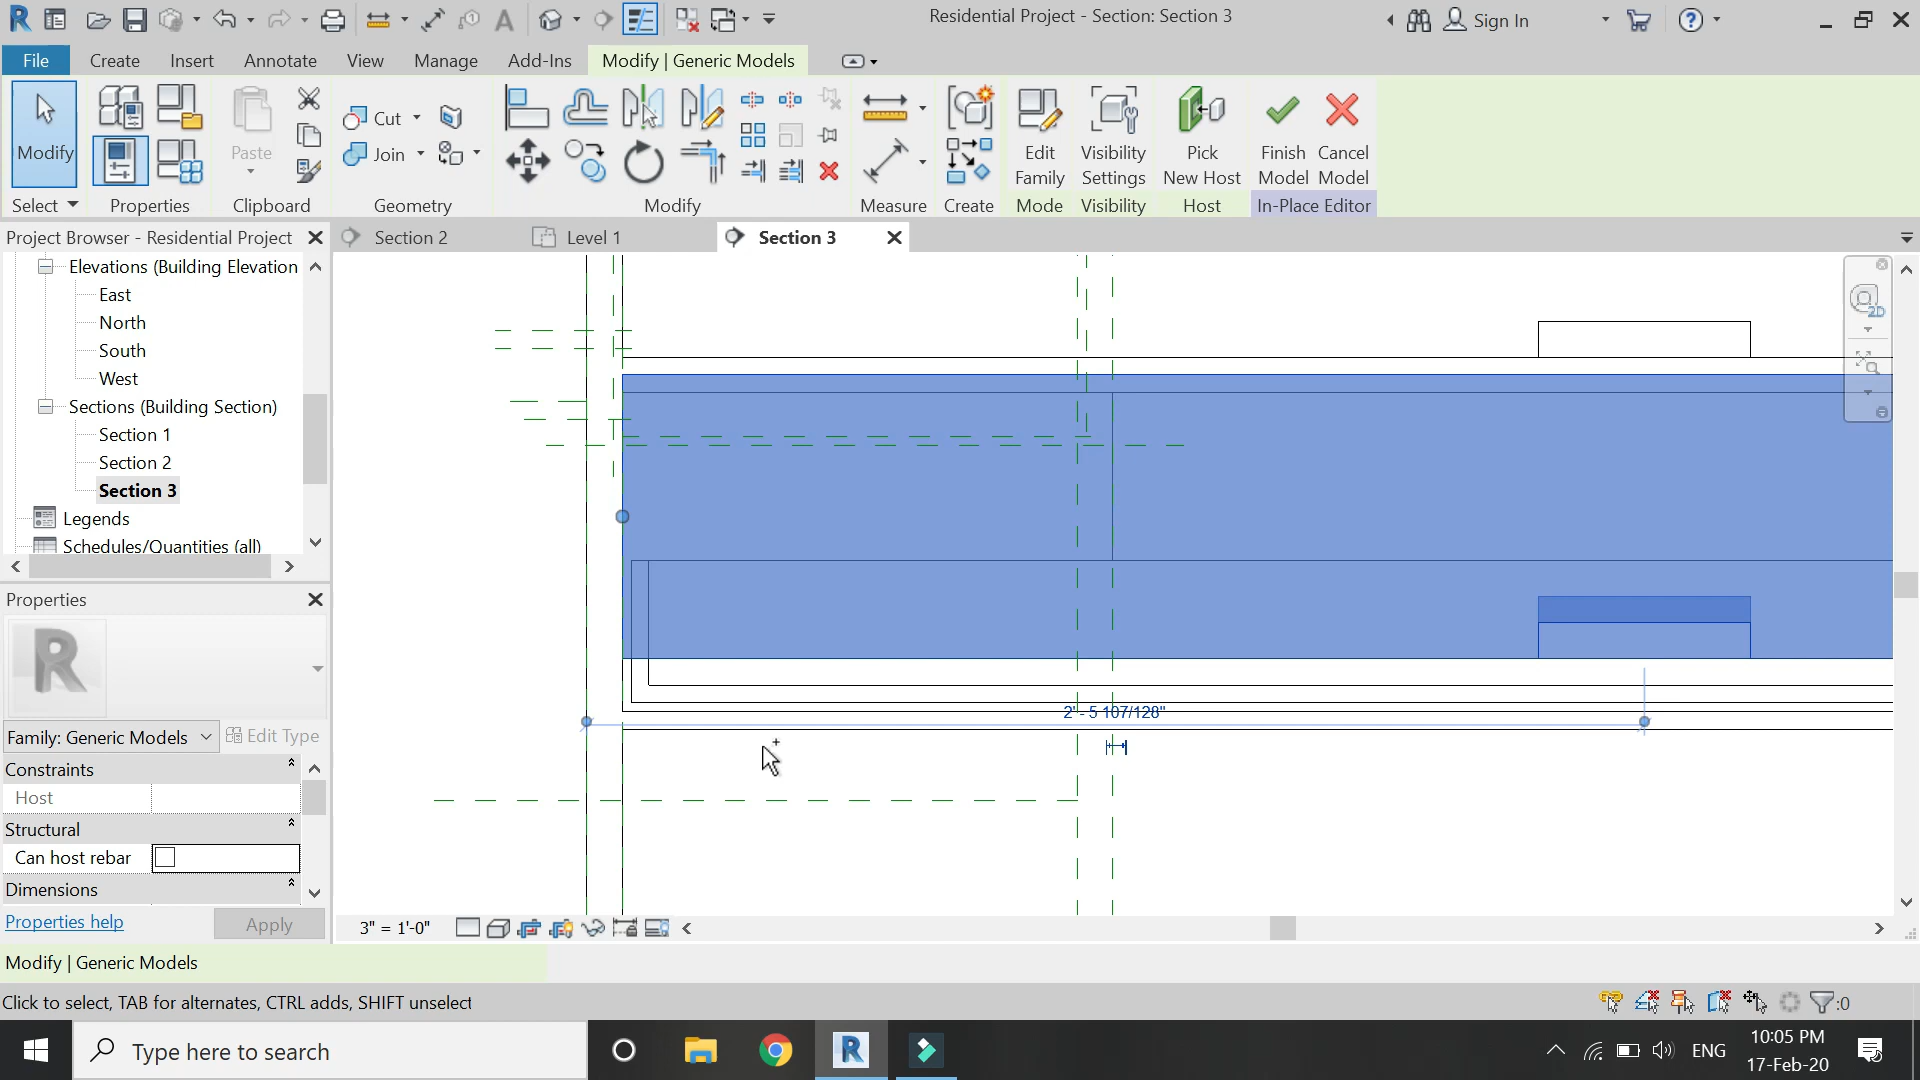 Residential Project - Section: Section 3
Sign In
File
Create
Insert
Annotate
View
Manage
Add-Ins
Modify | Generic Models
Modify
Paste
Cut
Join
Edit
Family
Visibility
Settings
Pick
New Host
Finish
Model
Cancel
Model
Select
Properties
Clipboard
Geometry
Modify
Measure
Create
Mode
Visibility
Host
In-Place Editor
Project Browser - Residential Project
Section 2
Level 1
Section 3
Elevations (Building Elevation
East
North
South
West
Sections (Building Section)
Section 1
Section 2
Section 3
Legends
Schedules/Quantities (all)
2D
Properties
Family: Generic Models
Edit Type
Constraints
Host
Structural
Can host rebar
Dimensions
Properties help
Apply
2' - 5 107/128"
3" = 1'-0"
Modify | Generic Models
Click to select, TAB for alternates, CTRL adds, SHIFT unselect
:0
Type here to search
ENG
10:05 PM
17-Feb-20